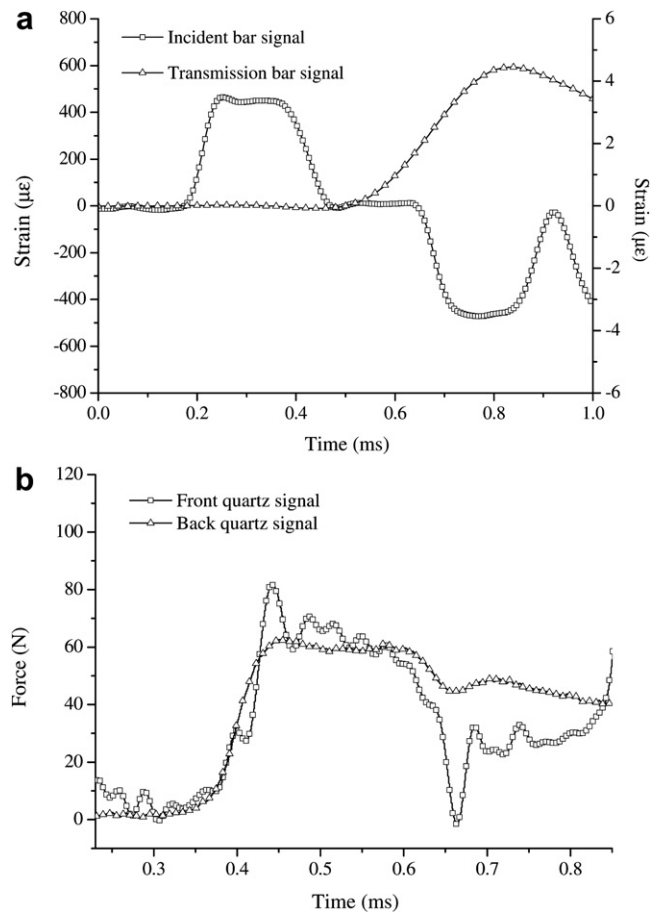 a
Incident bar signal
Transmission bar signal
Strain (με)
800
600
400
200
0
-200
-400
-600
-800
6
4
2
0
-2
-4
-6
Strain (με)
0.0 0.2 0.4 0.6 0.8 1.0
Time (ms)
b
Front quartz signal
Back quartz signal
Force (N)
120
100
80
60
40
20
0
0.3 0.4 0.5 0.6 0.7 0.8
Time (ms)